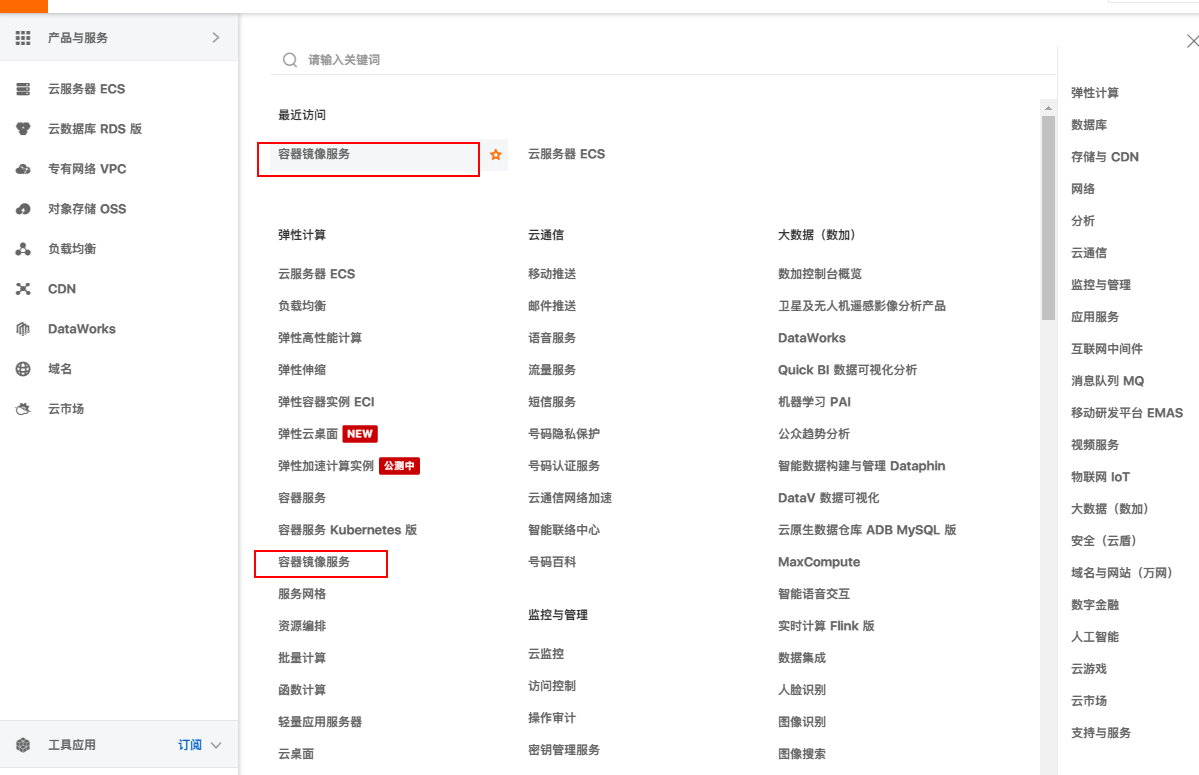 产品与服务
云服务器 ECS
云数据库 RDS 版
专有网络 VPC
对象存储 OSS
负载均衡
CDN
DataWorks
域名
云市场
工具应用 订阅
请输入关键词
最近访问
容器镜像服务
云服务器 ECS
弹性计算
云服务器 ECS
负载均衡
弹性高性能计算
弹性伸缩
弹性容器实例 ECI
弹性云桌面 NEW
弹性加速计算实例 公测中
容器服务
容器服务 Kubernetes 版
容器镜像服务
服务网格
资源编排
批量计算
函数计算
轻量应用服务器
云桌面
云通信
移动推送
邮件推送
语音服务
流量服务
短信服务
号码隐私保护
号码认证服务
云通信网络加速
智能联络中心
号码百科
监控与管理
云监控
访问控制
操作审计
密钥管理服务
大数据（数加）
数加控制台概览
卫星及无人机遥感影像分析产品
DataWorks
Quick BI 数据可视化分析
机器学习 PAI
公众趋势分析
智能数据构建与管理 Dataphin
DataV 数据可视化
云原生数据仓库 ADB MySQL 版
MaxCompute
智能语音交互
实时计算 Flink 版
数据集成
人脸识别
图像识别
图像搜索
弹性计算
数据库
存储与 CDN
网络
分析
云通信
监控与管理
应用服务
互联网中间件
消息队列 MQ
移动研发平台 EMAS
视频服务
物联网 IoT
大数据（数加）
安全（云盾）
域名与网站（万网）
数字金融
人工智能
云游戏
云市场
支持与服务